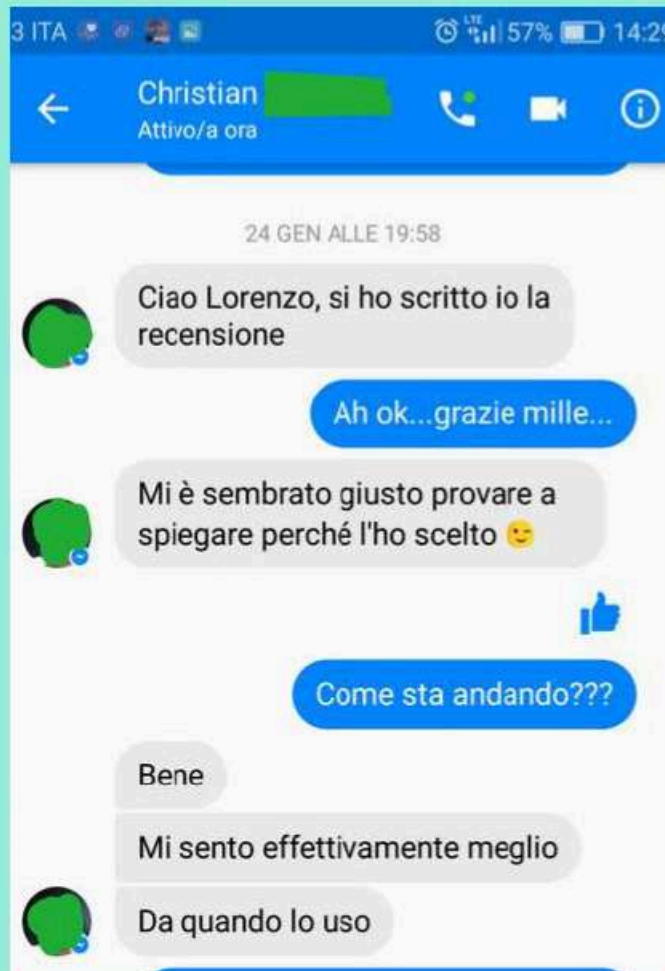 3 ITA LTE 57% 14:29
Christian
Attivo/a ora
24 GEN ALLE 19:58
Ciao Lorenzo, si ho scritto io la
recensione
Ah ok...grazie mille...
Mi è sembrato giusto provare a
spiegare perché l'ho scelto 😉
Come sta andando???
Bene
Mi sento effettivamente meglio
Da quando lo uso